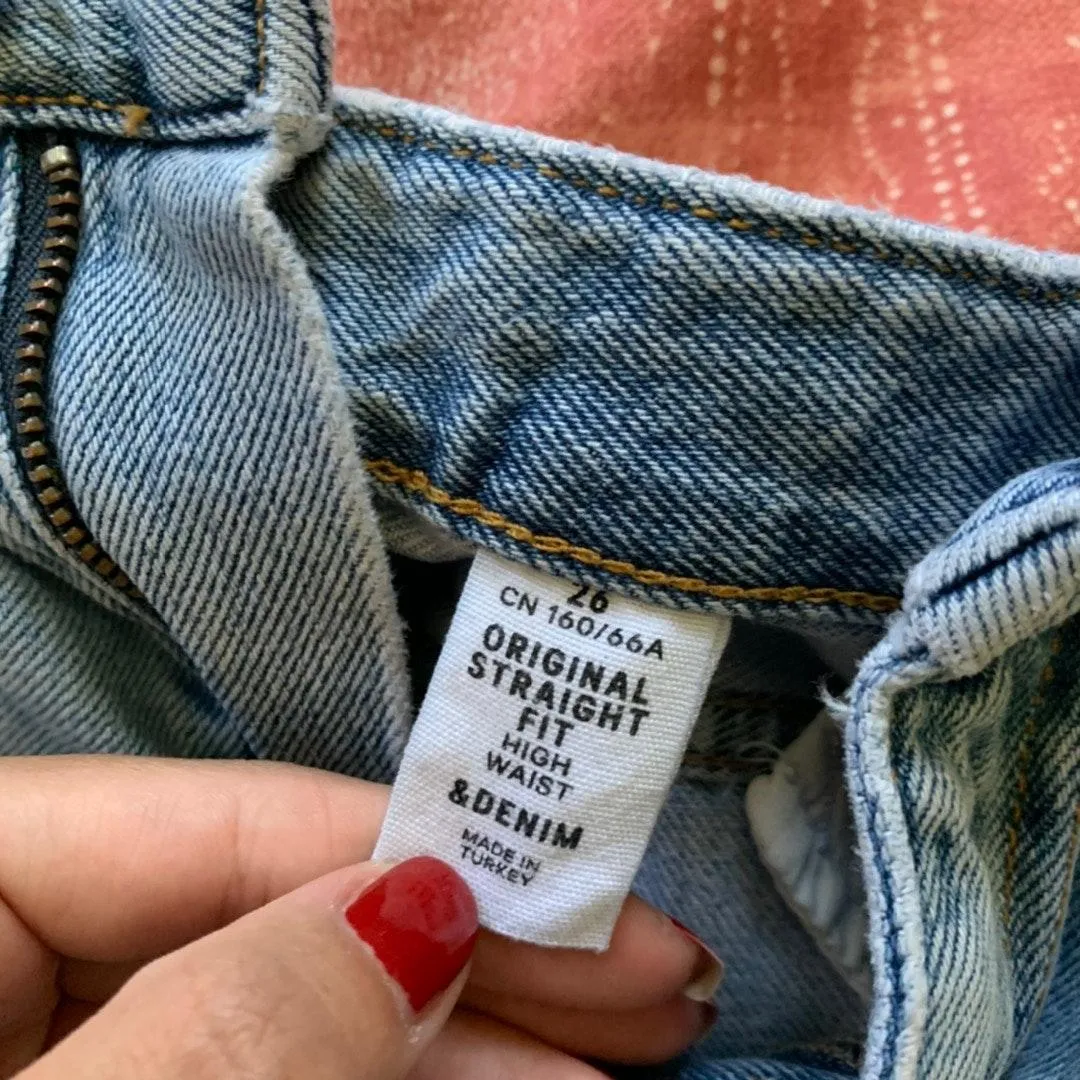 26
CN 160/66A
ORIGINAL
STRAIGHT
FIT
HIGH
WAIST
&DENIM
MADE IN
TURKEY